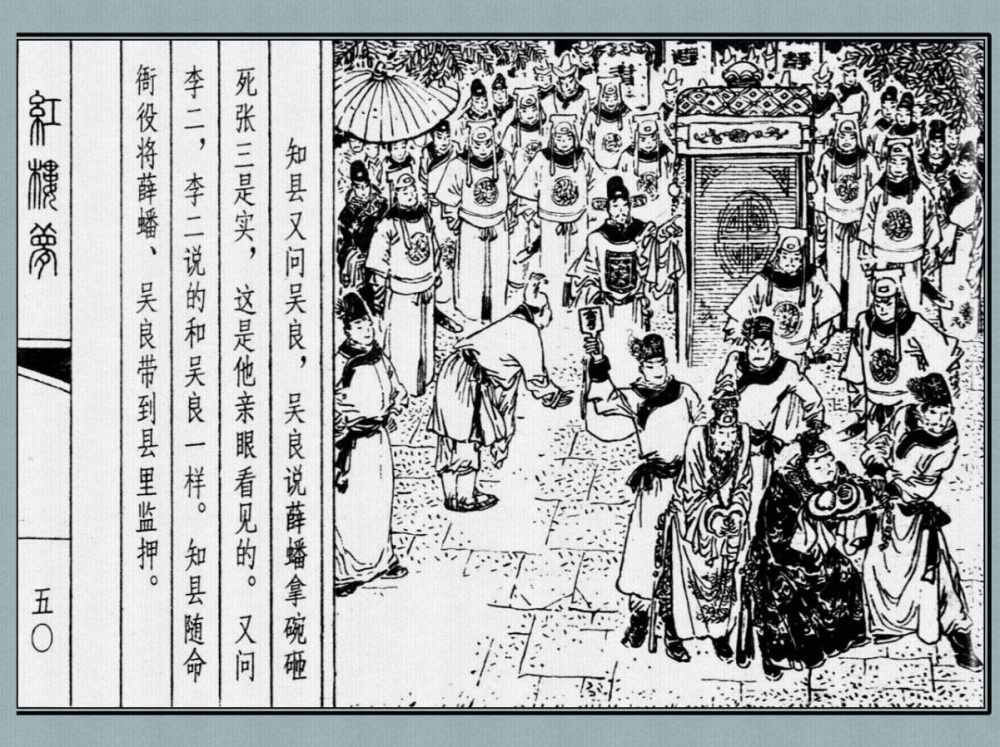 知县又问吴良，吴良说薛蟠拿碗砸
死张三是实，这是他亲眼看见的。又问
李二，李二说的和吴良一样。知县随命
衙役将薛蟠、吴良带到县里监押。
紅樓夢
五〇